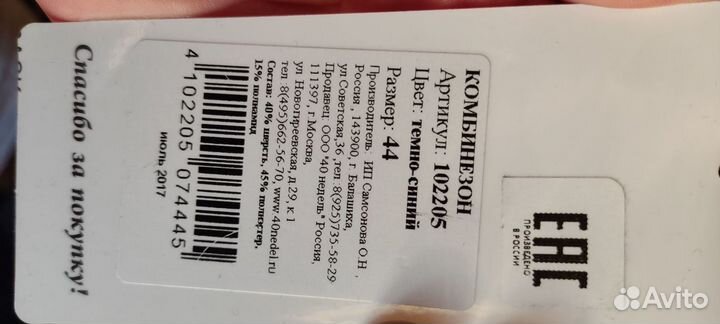 КОМБИНЕЗОН
Артикул: 102205
Цвет: темно-синий
Размер: 44
Производитель: ИП Самсонова О.Н ,
Россия , 143900, г. Балашиха,
ул Советская,36 ,тел. 8(925)735-58-29
Продавец: ООО "40 недель" Россия,
111397, г.Москва,
ул Новогиреевская, д 29, к.1
тел 8(495)662-56-70, www.40nedel.ru
Состав: 40% шерсть, 45% полиэстер,
15% полиамид
4 102205 074445
июль 2017
Спасибо за покупку!
ЕАС
ПРОИЗВЕДЕНО
В РОССИИ
Avito